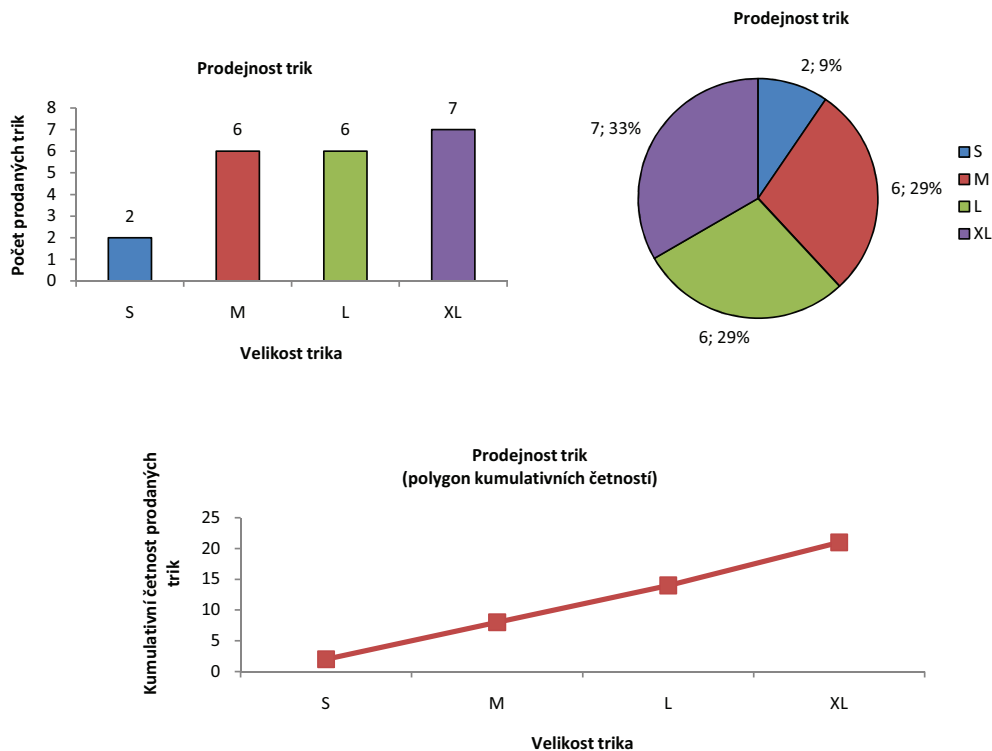 Prodejnost trik
Počet prodaných trik
8
7
6
5
4
3
2
1
0
2
6
6
7
S
M
L
XL
Velikost trika
Prodejnost trik
2; 9%
6; 29%
6; 29%
7; 33%
S
M
L
XL
Prodejnost trik
(polygon kumulativních četností)
Kumulativní četnost prodaných
trik
25
20
15
10
5
0
S
M
L
XL
Velikost trika